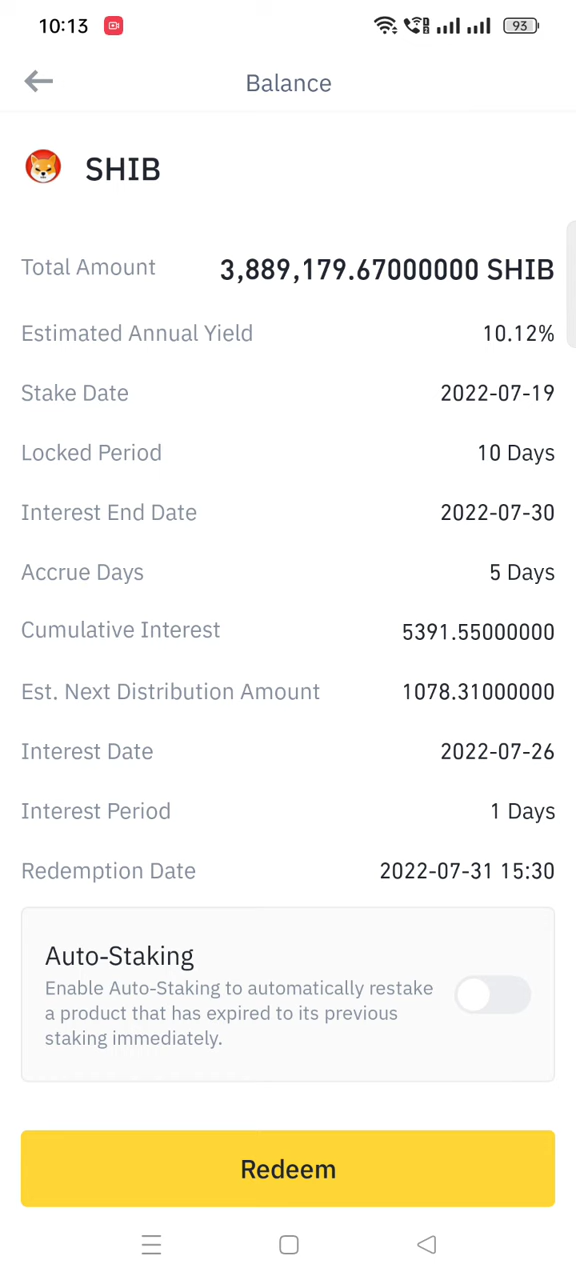 10:13
93
Balance
SHIB
Total Amount 3,889,179.67000000 SHIB
Estimated Annual Yield 10.12%
Stake Date 2022-07-19
Locked Period 10 Days
Interest End Date 2022-07-30
Accrue Days 5 Days
Cumulative Interest 5391.55000000
Est. Next Distribution Amount 1078.31000000
Interest Date 2022-07-26
Interest Period 1 Days
Redemption Date 2022-07-31 15:30
Auto-Staking
Enable Auto-Staking to automatically restake
a product that has expired to its previous
staking immediately.
Redeem